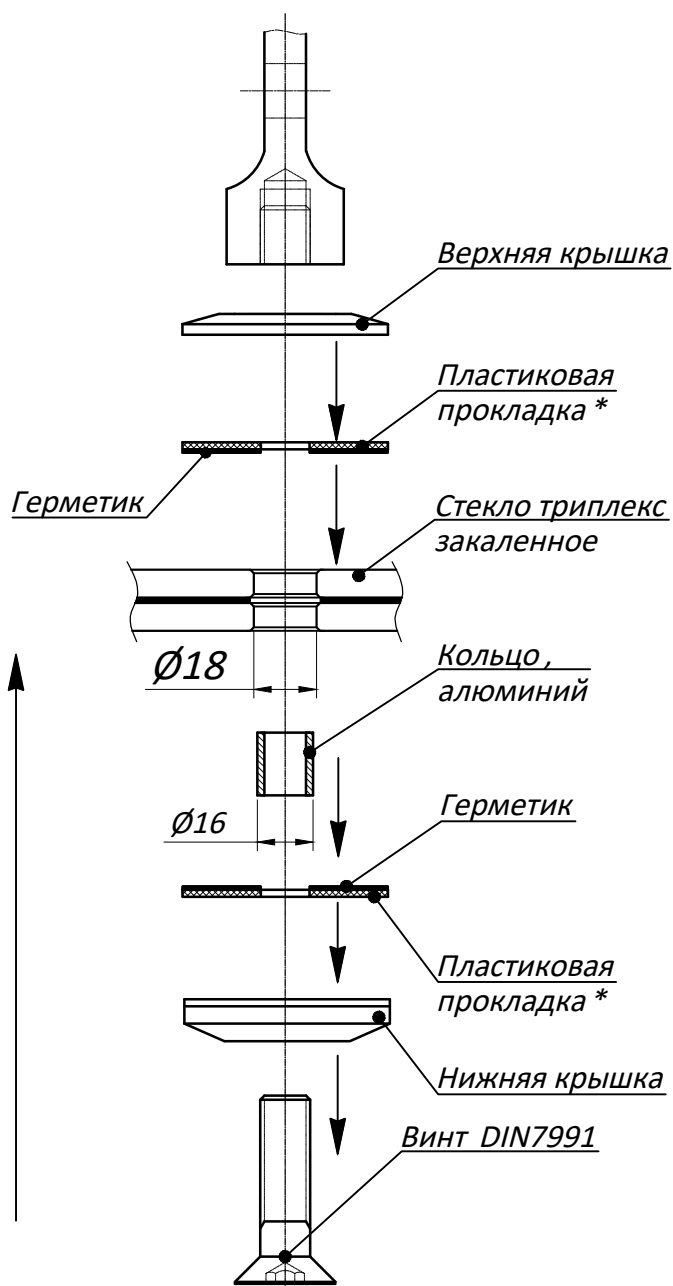 Верхняя крышка
Пластиковая
прокладка *
Герметик
Стекло триплекс
закаленное
Ø18
Кольцо ,
алюминий
Ø16
Герметик
Пластиковая
прокладка *
Нижняя крышка
Винт DIN7991